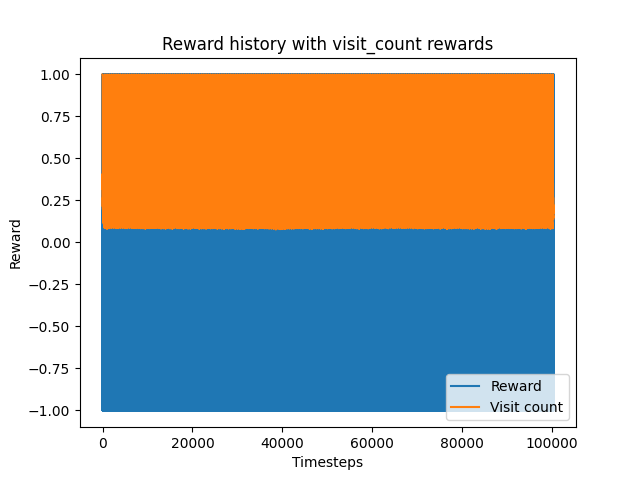 Reward history with visit_count rewards
1.00
0.75
0.50
0.25
0.00
−0.25
−0.50
−0.75
−1.00
Reward
Reward
Visit count
0 20000 40000 60000 80000 100000
Timesteps